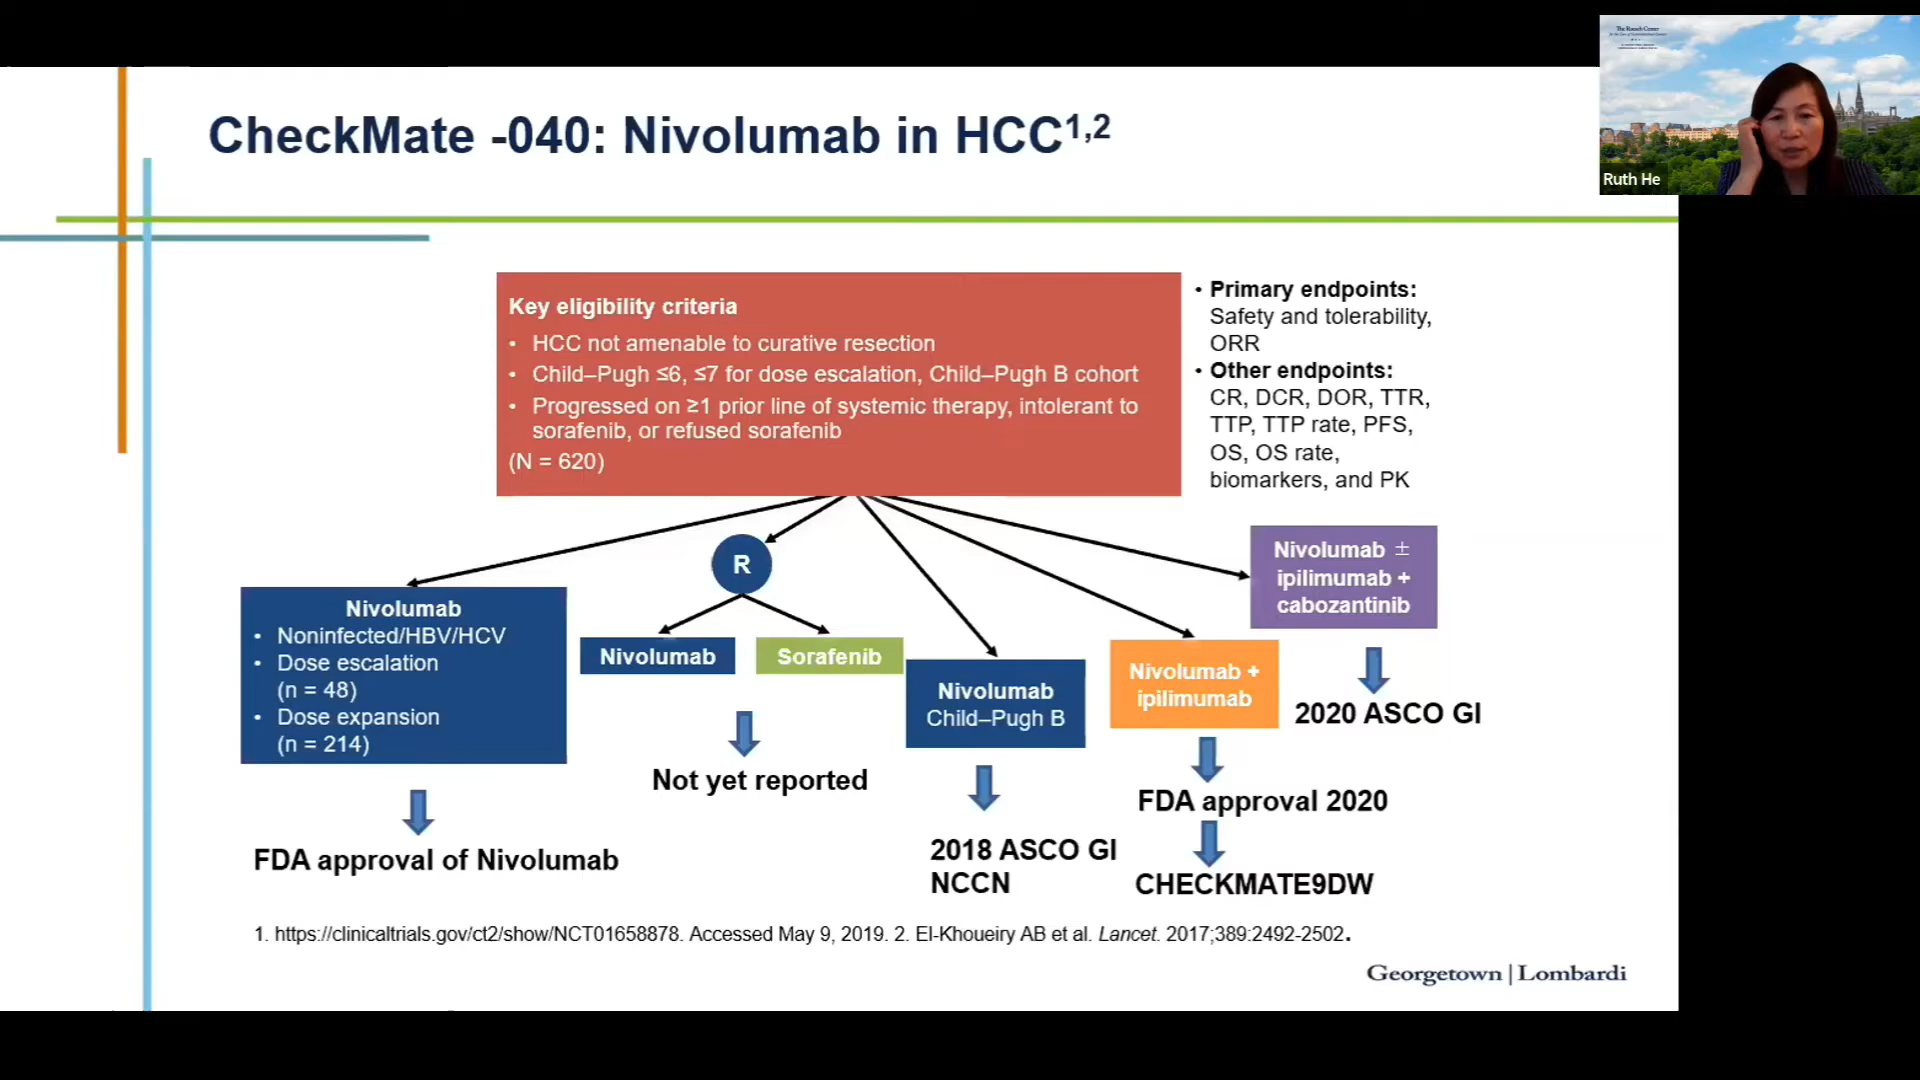 CheckMate -040: Nivolumab in HCC1,2
The Ruesch Center
Ruth He
Key eligibility criteria
• HCC not amenable to curative resection
• Child–Pugh ≤6, ≤7 for dose escalation, Child–Pugh B cohort
• Progressed on ≥1 prior line of systemic therapy, intolerant to
sorafenib, or refused sorafenib
(N = 620)
• Primary endpoints:
Safety and tolerability,
ORR
• Other endpoints:
CR, DCR, DOR, TTR,
TTP, TTP rate, PFS,
OS, OS rate,
biomarkers, and PK
Nivolumab
• Noninfected/HBV/HCV
• Dose escalation
(n = 48)
• Dose expansion
(n = 214)
FDA approval of Nivolumab
R
Nivolumab
Sorafenib
Not yet reported
Nivolumab
Child–Pugh B
2018 ASCO GI
NCCN
Nivolumab +
ipilimumab
FDA approval 2020
CHECKMATE9DW
Nivolumab ±
ipilimumab +
cabozantinib
2020 ASCO GI
1. https://clinicaltrials.gov/ct2/show/NCT01658878. Accessed May 9, 2019. 2. El-Khoueiry AB et al. Lancet. 2017;389:2492-2502.
Georgetown | Lombardi